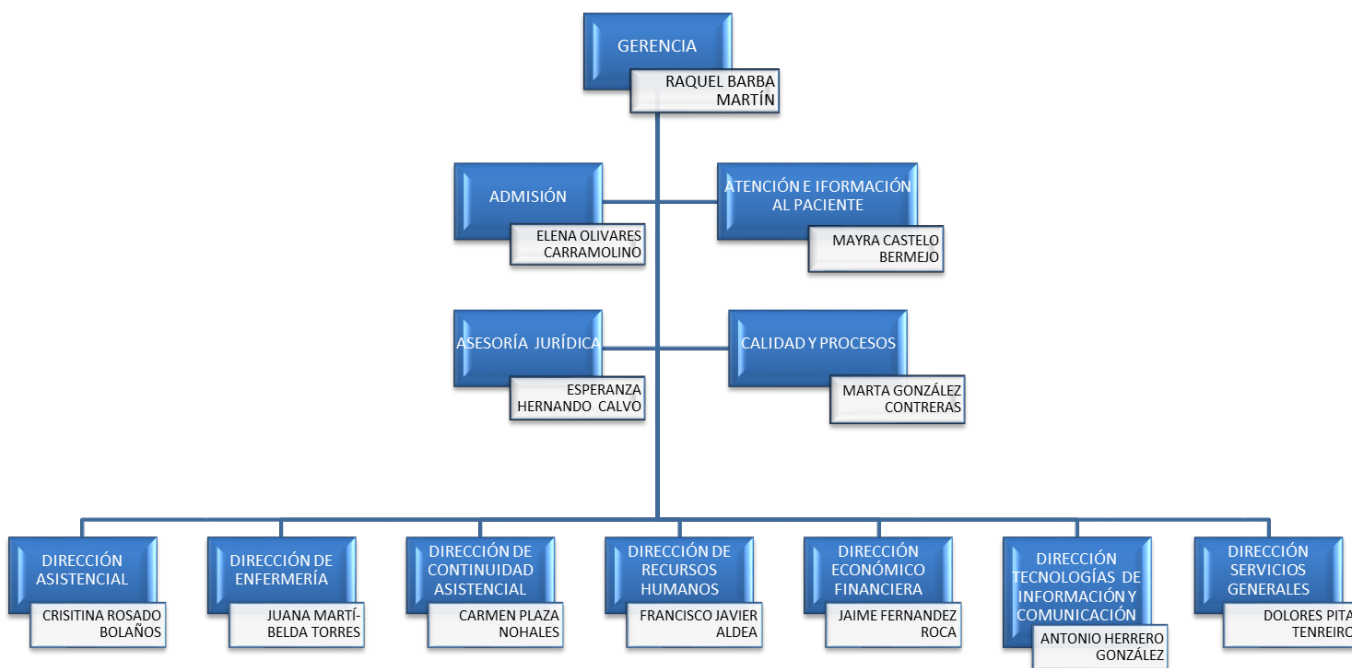 GERENCIA
RAQUEL BARBA
MARTÍN
ADMISIÓN
ELENA OLIVARES
CARRAMOLINO
ATENCIÓN E IFORMACIÓN
AL PACIENTE
MAYRA CASTELO
BERMEJO
ASESORÍA JURÍDICA
ESPERANZA
HERNANDO CALVO
CALIDAD Y PROCESOS
MARTA GONZÁLEZ
CONTRERAS
DIRECCIÓN
ASISTENCIAL
CRISITINA ROSADO
BOLAÑOS
DIRECCIÓN DE
ENFERMERÍA
JUANA MARTÍ-
BELDA TORRES
DIRECCIÓN DE
CONTINUIDAD
ASISTENCIAL
CARMEN PLAZA
NOHALES
DIRECCIÓN DE
RECURSOS
HUMANOS
FRANCISCO JAVIER
ALDEA
DIRECCIÓN
ECONÓMICO
FINANCIERA
JAIME FERNANDEZ
ROCA
DIRECCIÓN
TECNOLOGÍAS DE
INFORMACIÓN Y
COMUNICACIÓN
ANTONIO HERRERO
GONZÁLEZ
DIRECCIÓN
SERVICIOS
GENERALES
DOLORES PITA
TENREIRO